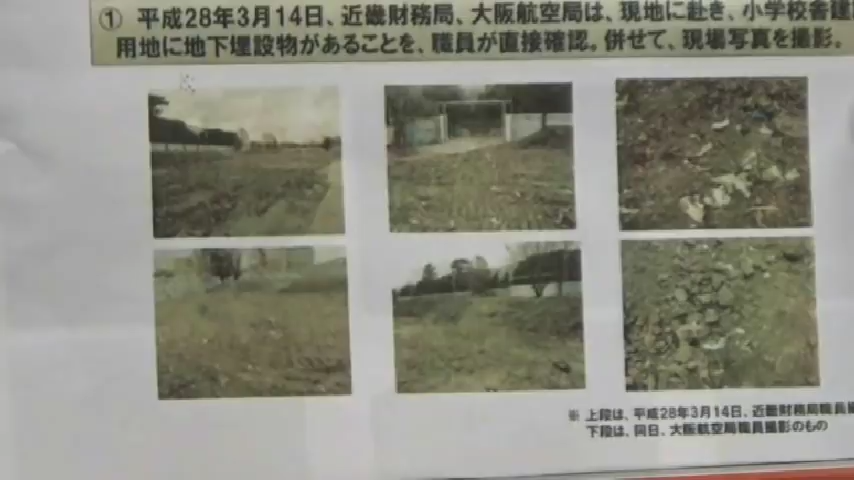 ① 平成28年3月14日、近畿財務局、大阪航空局は、現地に赴き、小学校舎建
用地に地下埋設物があることを、職員が直接確認。併せて、現場写真を撮影。
※ 上段は、平成28年3月14日、近畿財務局職員撮
下段は、同日、大阪航空局職員撮影のもの